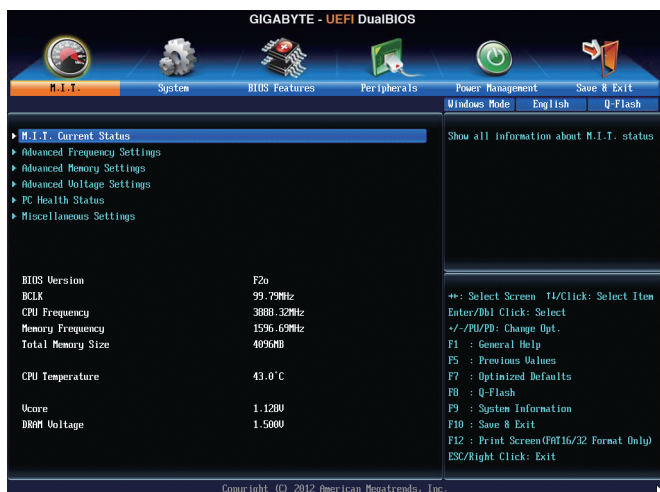 GIGABYTE - UEFI DualBIOS
M.I.T.
System
BIOS Features
Peripherals
Power Management
Save & Exit
Windows Mode
English
Q-Flash
M.I.T. Current Status
Advanced Frequency Settings
Advanced Memory Settings
Advanced Voltage Settings
PC Health Status
Miscellaneous Settings
Show all information about M.I.T. status
BIOS Version F2o
BCLK 99.79MHz
CPU Frequency 3888.32MHz
Memory Frequency 1596.69MHz
Total Memory Size 4096MB
CPU Temperature 43.0°C
Vcore 1.128V
DRAM Voltage 1.500V
→←: Select Screen ↑↓/Click: Select Item
Enter/Dbl Click: Select
+/-/PU/PD: Change Opt.
F1 : General Help
F5 : Previous Values
F7 : Optimized Defaults
F8 : Q-Flash
F9 : System Information
F10 : Save & Exit
F12 : Print Screen(FAT16/32 Format Only)
ESC/Right Click: Exit
Copyright (C) 2012 American Megatrends, Inc.